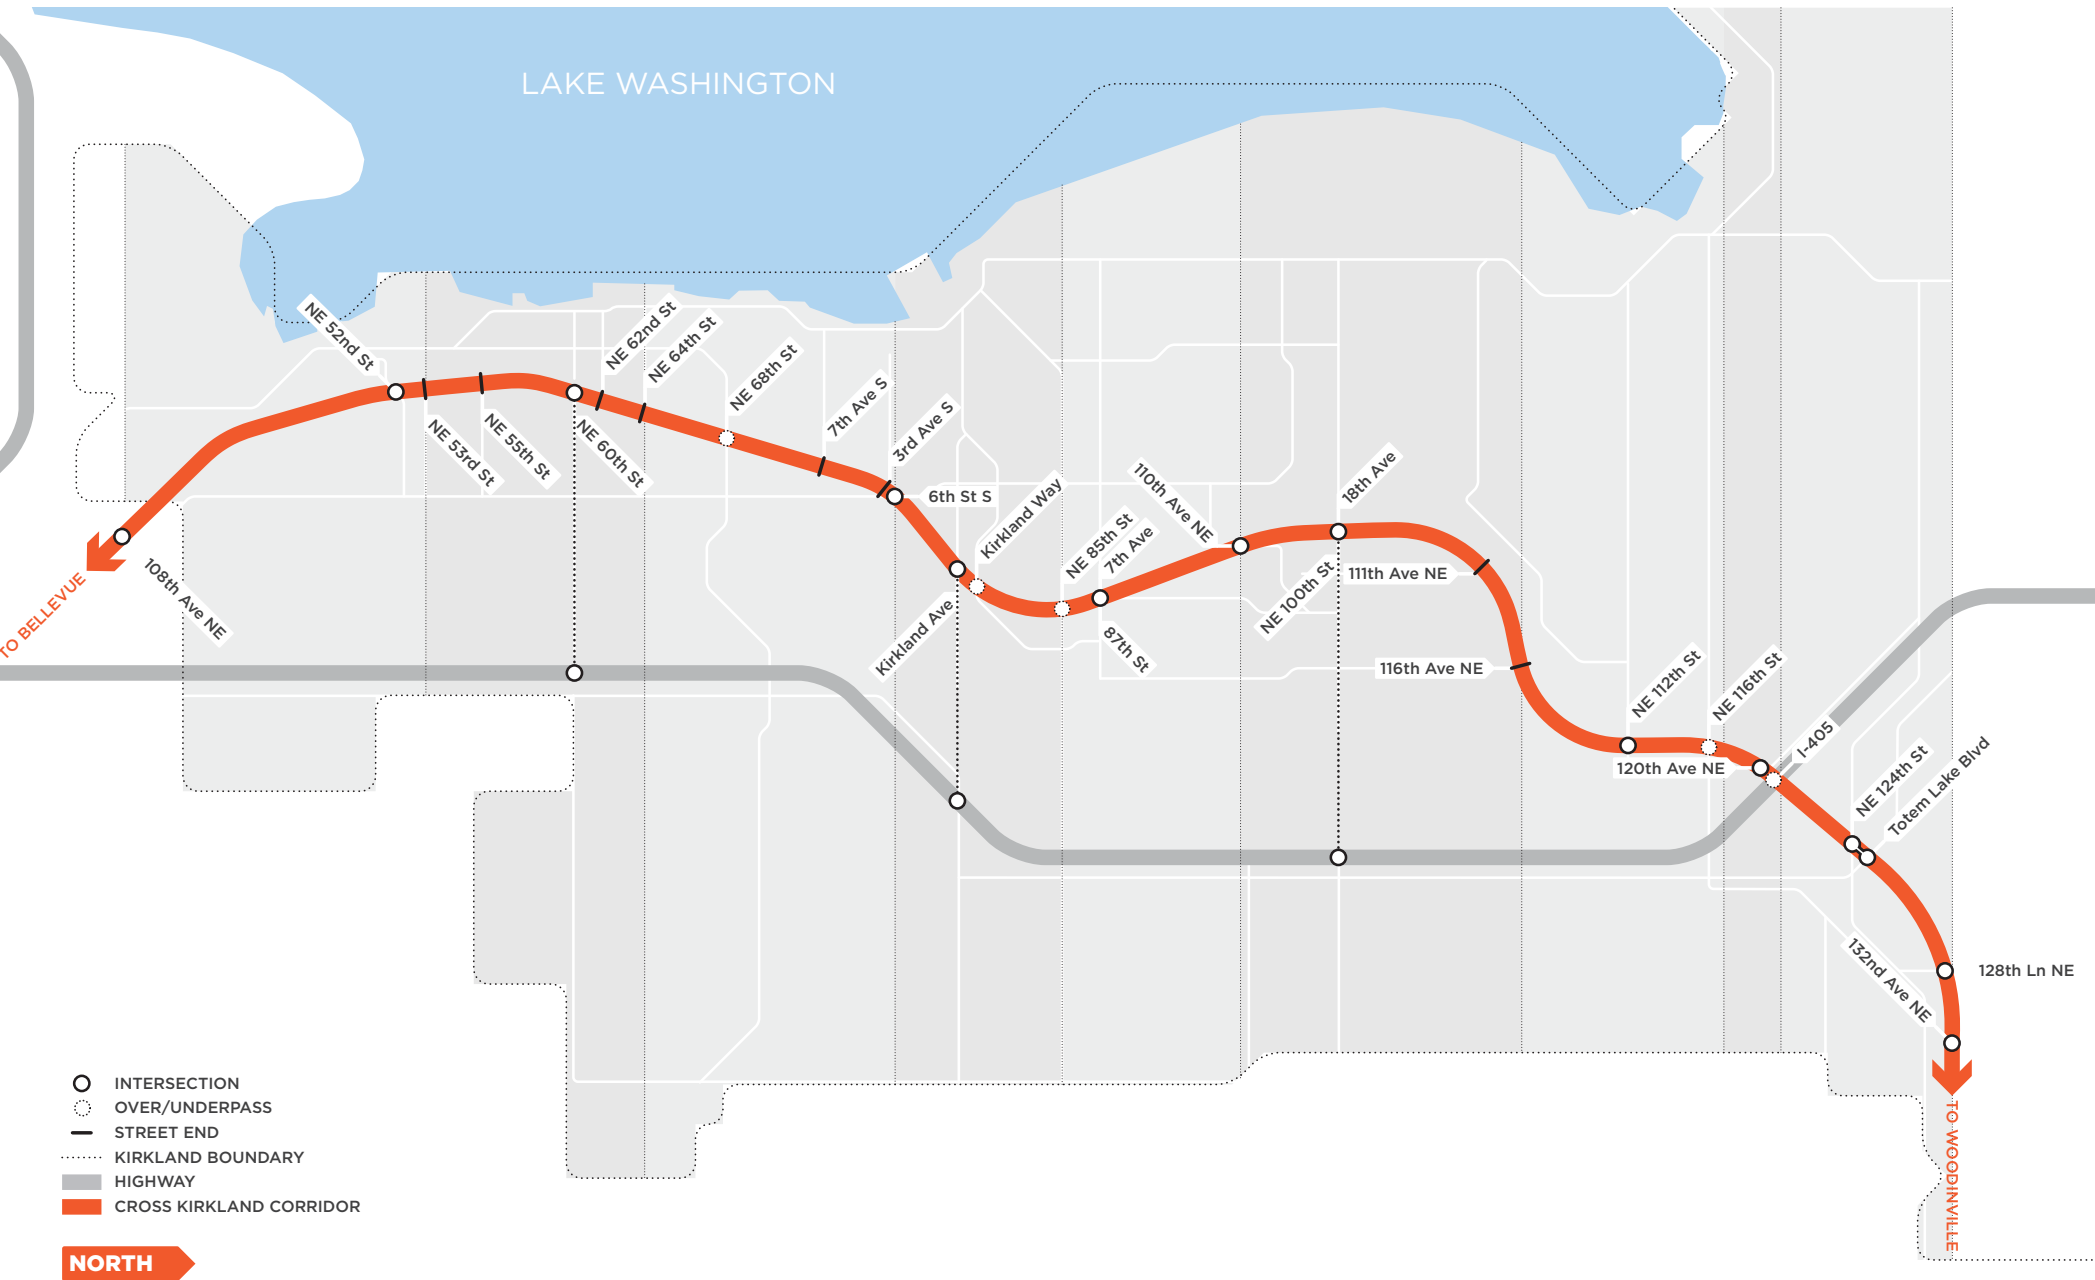 LAKE WASHINGTON
NE 52nd St
NE 53rd St
NE 55th St
NE 60th St
NE 62nd St
NE 64th St
NE 68th St
7th Ave S
3rd Ave S
6th St S
Kirkland Way
Kirkland Ave
NE 85th St
7th Ave
87th St
110th Ave NE
18th Ave
NE 100th St
111th Ave NE
116th Ave NE
NE 112th St
NE 116th St
120th Ave NE
I-405
NE 124th St
Totem Lake Blvd
128th Ln NE
132nd Ave NE
108th Ave NE
TO BELLEVUE
TO WOODINVILLE
INTERSECTION
OVER/UNDERPASS
STREET END
KIRKLAND BOUNDARY
HIGHWAY
CROSS KIRKLAND CORRIDOR
NORTH